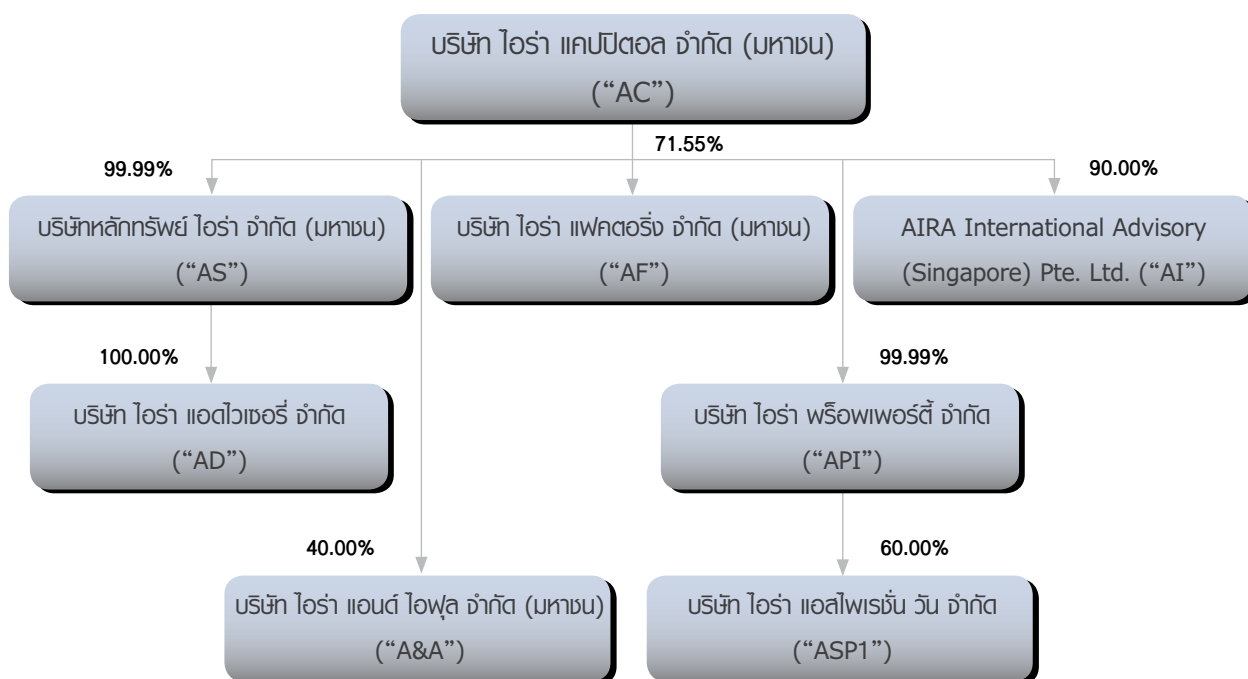 บริษัท ไอร่า แคปปิตอล จำกัด (มหาชน)
(“AC”)
71.55%
99.99%
90.00%
บริษัทหลักทรัพย์ ไอร่า จำกัด (มหาชน)
(“AS”)
บริษัท ไอร่า แฟคตอริ่ง จำกัด (มหาชน)
(“AF”)
AIRA International Advisory
(Singapore) Pte. Ltd. (“AI”)
100.00%
99.99%
บริษัท ไอร่า แอดไวเซอรี่ จำกัด
(“AD”)
บริษัท ไอร่า พร็อพเพอร์ตี้ จำกัด
(“API”)
40.00%
60.00%
บริษัท ไอร่า แอนด์ ไอฟุล จำกัด (มหาชน)
(“A&A”)
บริษัท ไอร่า แอสไพเรชั่น วัน จำกัด
(“ASP1”)